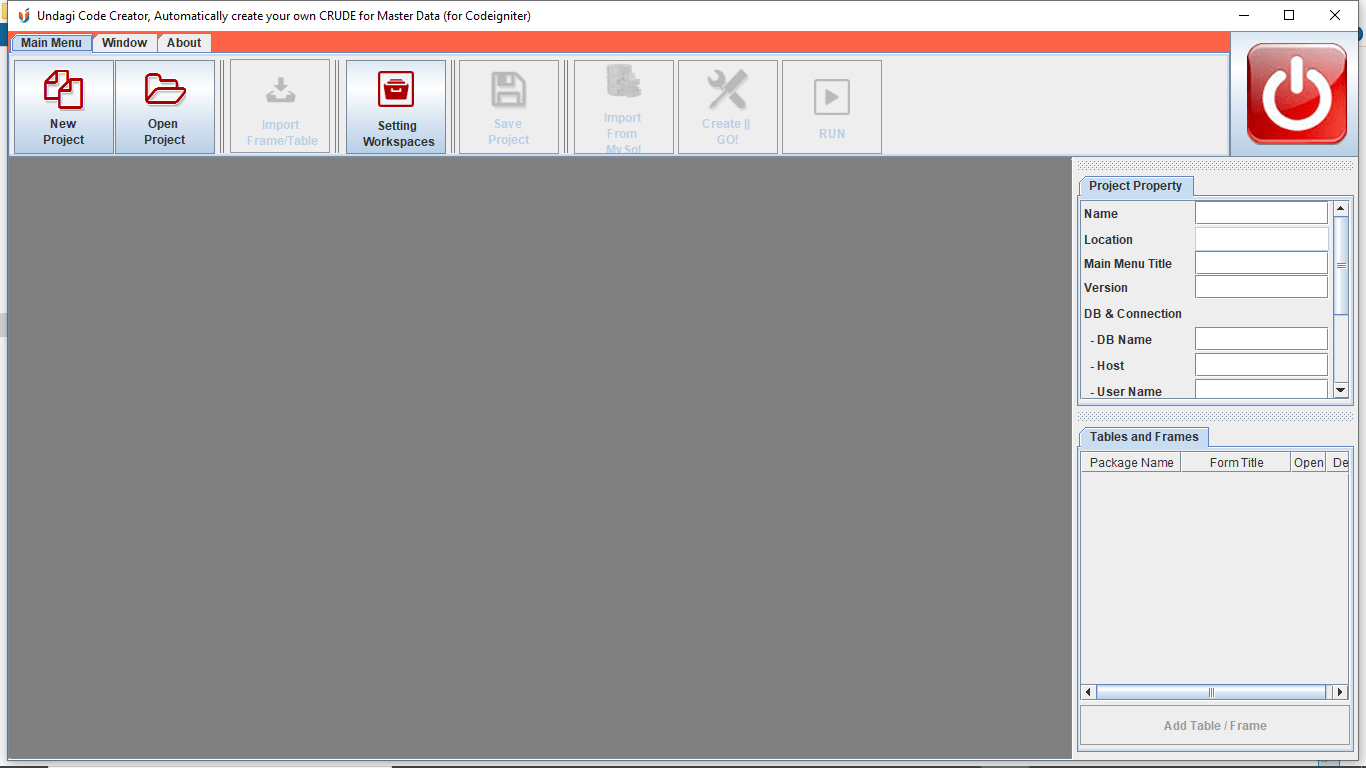 Undagi Code Creator, Automatically create your own CRUDE for Master Data (for Codeigniter)
Main Menu
Window
About
New
Project
Open
Project
Import
Frame/Table
Setting
Workspaces
Save
Project
Import
From
MySql
Create ||
GO!
RUN
Project Property
Name
Location
Main Menu Title
Version
DB & Connection
- DB Name
- Host
- User Name
Tables and Frames
Package Name
Form Title
Open
De
Add Table / Frame